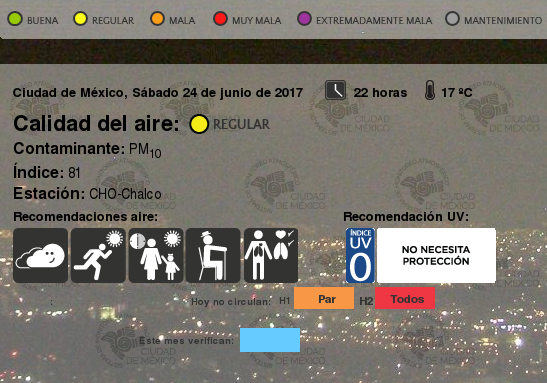 BUENA REGULAR MALA MUY MALA EXTREMADAMENTE MALA MANTENIMIENTO
Ciudad de México, Sábado 24 de junio de 2017 22 horas 17 ºC
Calidad del aire: REGULAR
Contaminante: PM10
Índice: 81
Estación: CHO-Chalco
Recomendaciones aire: Recomendación UV:
ÍNDICE
UV
0
NO NECESITA
PROTECCIÓN
: Hoy no circulan: H1 Par H2 Todos
Este mes verifican:
CIUDAD
DE MÉXICO